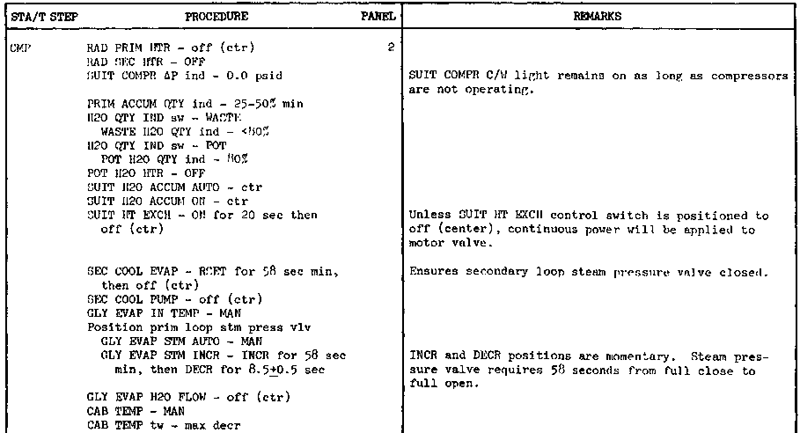 STA/T STEP PROCEDURE PANEL REMARKS
CMP RAD PRIM HTR - off (ctr) 2
RAD SEC HTR - OFF
SUIT COMPR ΔP ind - 0.0 psid
SUIT COMPR C/W light remains on as long as compressors
are not operating.
PRIM ACCUM QTY ind - 25-50% min
H2O QTY IND sw - WASTE
WASTE H2O QTY ind - <80%
H2O QTY IND sw - POT
POT H2O QTY ind - 80%
POT H2O HTR - OFF
SUIT H2O ACCUM AUTO - ctr
SUIT H2O ACCUM ON - ctr
SUIT HT EXCH - ON for 20 sec then
off (ctr)
Unless SUIT HT EXCH control switch is positioned to
off (center), continuous power will be applied to
motor valve.
SEC COOL EVAP - RSET for 58 sec min,
then off (ctr)
Ensures secondary loop steam pressure valve closed.
SEC COOL PUMP - off (ctr)
GLY EVAP IN TEMP - MAN
Position prim loop stm press vlv
GLY EVAP STM AUTO - MAN
GLY EVAP STM INCR - INCR for 58 sec
min, then DECR for 8.5±0.5 sec
INCR and DECR positions are momentary. Steam pres-
sure valve requires 58 seconds from full close to
full open.
GLY EVAP H2O FLOW - off (ctr)
CAB TEMP - MAN
CAB TEMP tw - max decr